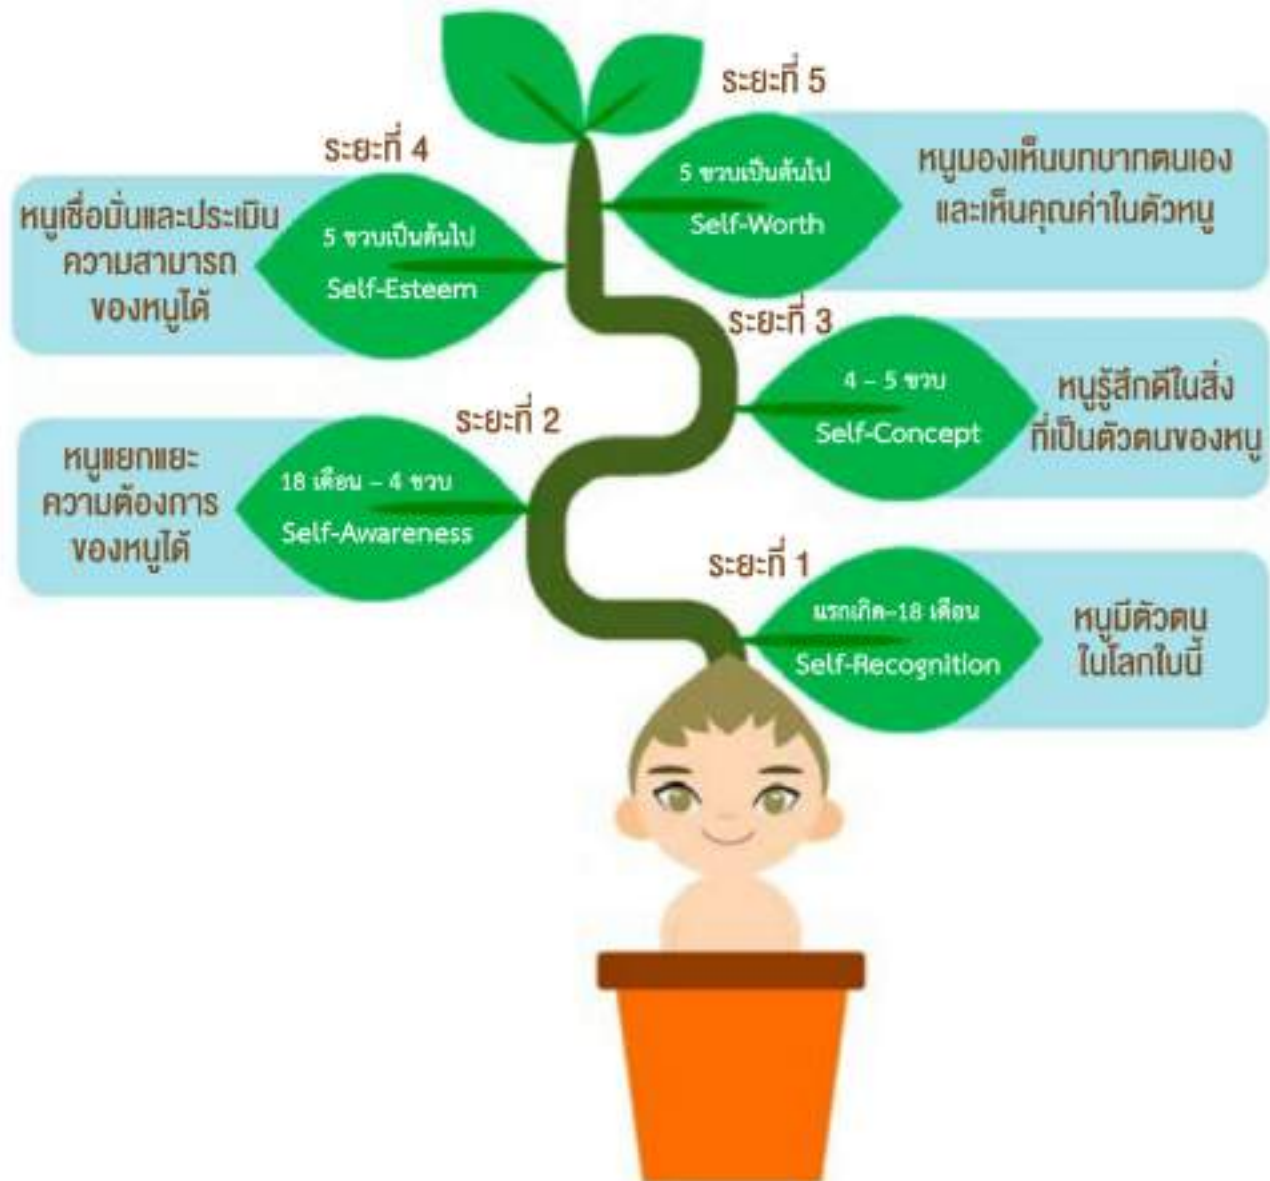 ระยะที่ 5
5 ขวบเป็นต้นไป
Self-Worth
หนูมองเห็นบทบาทตนเอง
และเห็นคุณค่าในตัวหนู
ระยะที่ 4
หนูเชื่อมั่นและประเมิน
ความสามารถ
ของหนูได้
5 ขวบเป็นต้นไป
Self-Esteem
ระยะที่ 3
4 – 5 ขวบ
Self-Concept
หนูรู้สึกดีในสิ่ง
ที่เป็นตัวตนของหนู
ระยะที่ 2
หนูแยกแยะ
ความต้องการ
ของหนูได้
18 เดือน – 4 ขวบ
Self-Awareness
ระยะที่ 1
แรกเกิด-18 เดือน
Self-Recognition
หนูมีตัวตน
ในโลกใบนี้